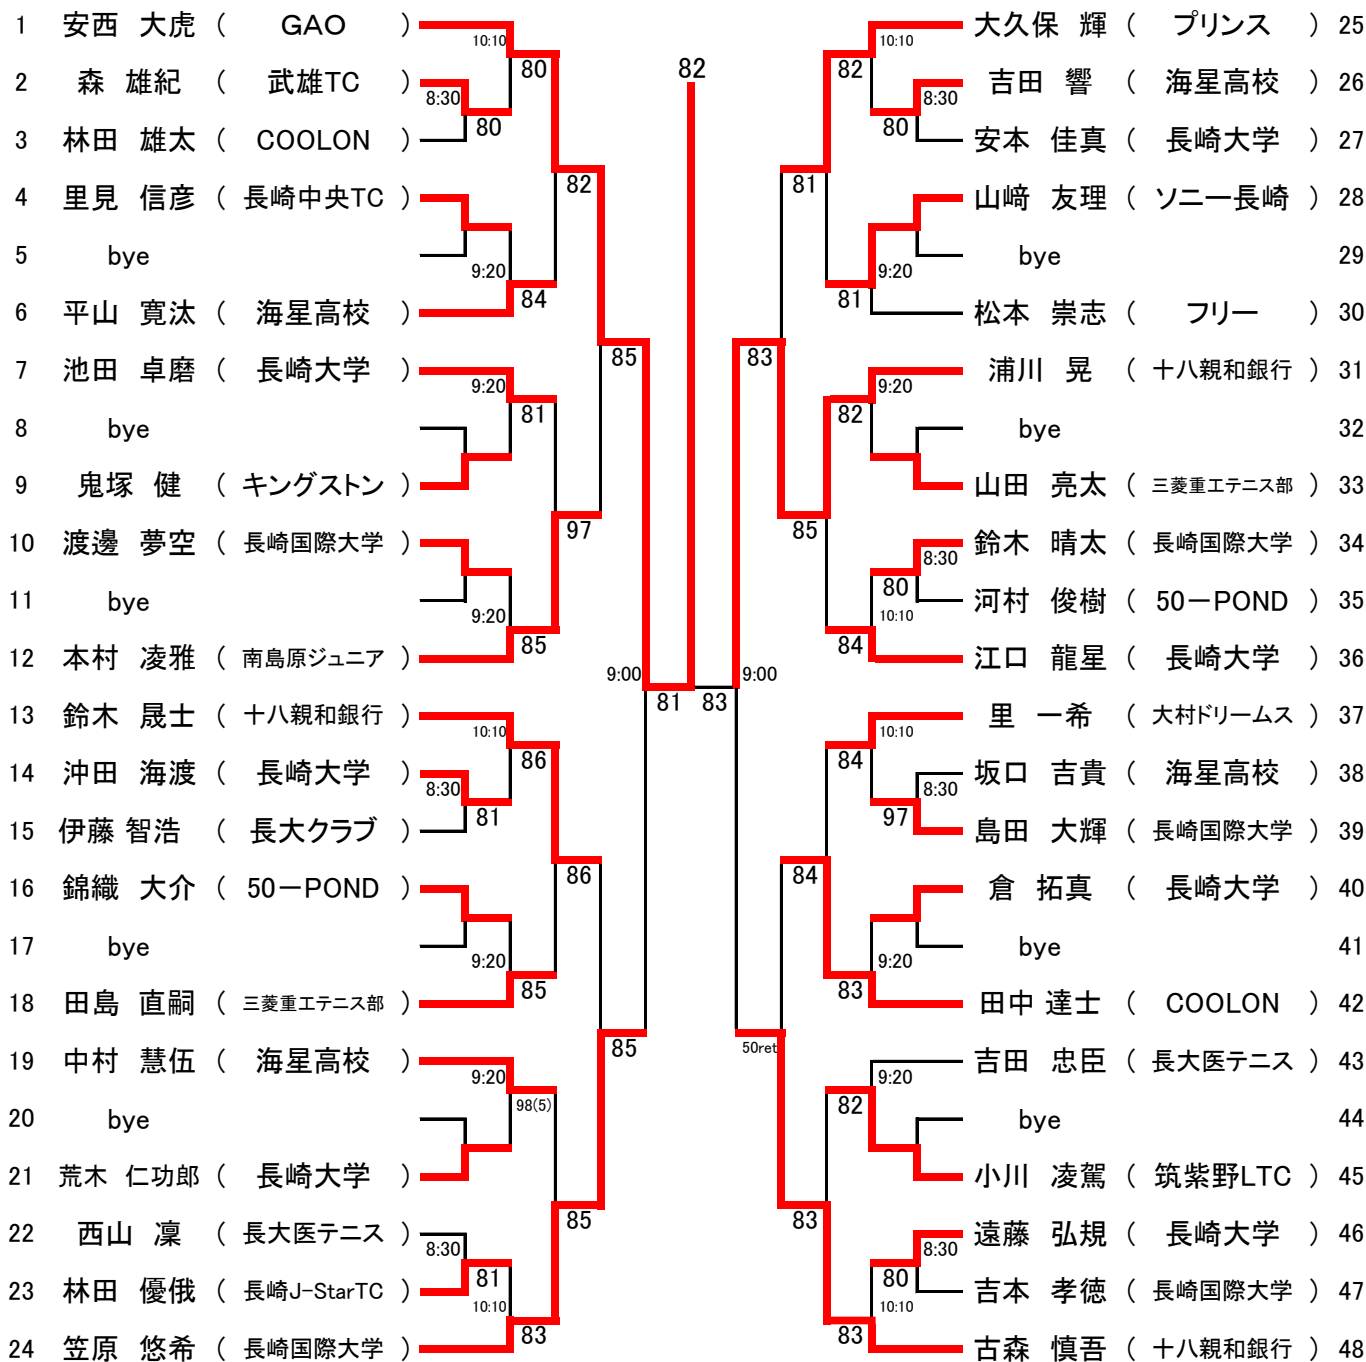 82
1 安西 大虎 ( GAO ) 10:10 80
2 森 雄紀 ( 武雄TC ) 8:30 80
3 林田 雄太 ( COOLON )
82
4 里見 信彦 ( 長崎中央TC )
5 bye 9:20 84
6 平山 寛汰 ( 海星高校 )
85
7 池田 卓磨 ( 長崎大学 ) 9:20 81
8 bye
9 鬼塚 健 ( キングストン )
97
10 渡邊 夢空 ( 長崎国際大学 )
11 bye 9:20 85
12 本村 凌雅 ( 南島原ジュニア )
9:00 81
13 鈴木 晟士 ( 十八親和銀行 ) 10:10 86
14 沖田 海渡 ( 長崎大学 ) 8:30 81
15 伊藤 智浩 ( 長大クラブ )
86
16 錦織 大介 ( 50ーPOND )
17 bye 9:20 85
18 田島 直嗣 ( 三菱重工テニス部 )
85
19 中村 慧伍 ( 海星高校 ) 9:20 98(5)
20 bye
21 荒木 仁功郎 ( 長崎大学 )
85
22 西山 凜 ( 長大医テニス ) 8:30 81
23 林田 優俄 ( 長崎J-StarTC ) 10:10 83
24 笠原 悠希 ( 長崎国際大学 )
82 10:10 大久保 輝 ( プリンス ) 25
80 8:30 吉田 響 ( 海星高校 ) 26
安本 佳真 ( 長崎大学 ) 27
81
山﨑 友理 ( ソニー長崎 ) 28
81 9:20 bye 29
松本 崇志 ( フリー ) 30
83
82 9:20 浦川 晃 ( 十八親和銀行 ) 31
bye 32
山田 亮太 ( 三菱重工テニス部 ) 33
85
80 8:30 鈴木 晴太 ( 長崎国際大学 ) 34
84 10:10 河村 俊樹 ( 50ーPOND ) 35
江口 龍星 ( 長崎大学 ) 36
83 9:00
84 10:10 里 一希 ( 大村ドリームス ) 37
97 8:30 坂口 吉貴 ( 海星高校 ) 38
島田 大輝 ( 長崎国際大学 ) 39
84
倉 拓真 ( 長崎大学 ) 40
83 9:20 bye 41
田中 達士 ( COOLON ) 42
50ret
82 9:20 吉田 忠臣 ( 長大医テニス ) 43
bye 44
小川 凌駕 ( 筑紫野LTC ) 45
83
80 8:30 遠藤 弘規 ( 長崎大学 ) 46
83 10:10 吉本 孝徳 ( 長崎国際大学 ) 47
古森 慎吾 ( 十八親和銀行 ) 48